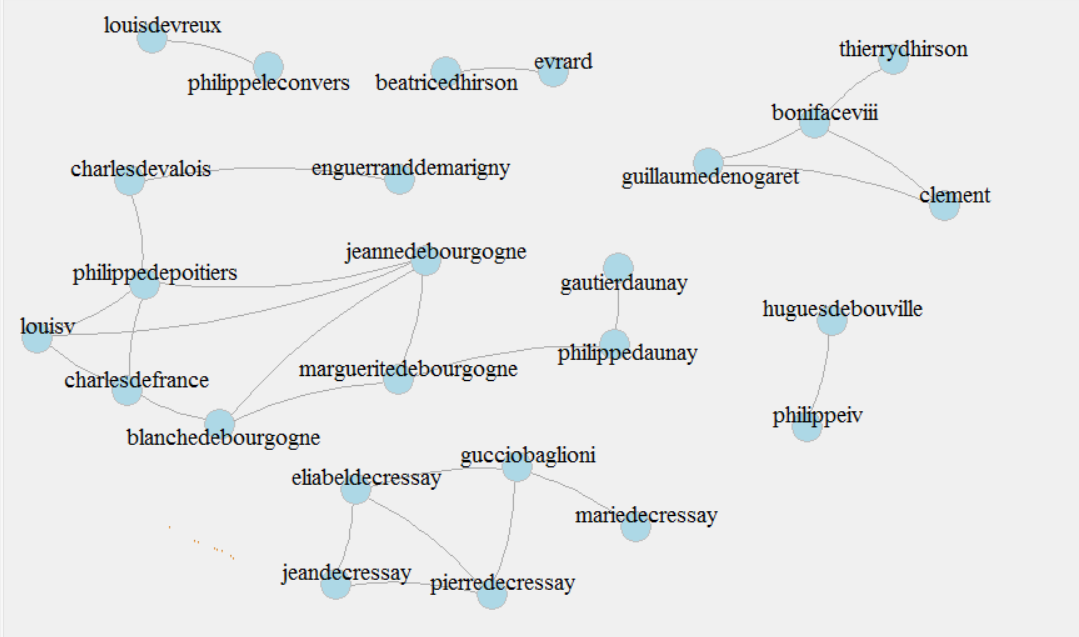 louisdevreux
philippeleconvers
beatricedhirson
evrard
thierrydhirson
bonifaceviii
guillaumedenogaret
clement
charlesdevalois
enguerranddemarigny
jeannedebourgogne
philippedepoitiers
gautierdaunay
huguesdebouville
louisv
philippedaunay
margueritedebourgogne
charlesdefrance
philippeiv
blanchedebourgogne
gucciobaglioni
eliabeldecressay
mariedecressay
jeandecressay
pierredecressay